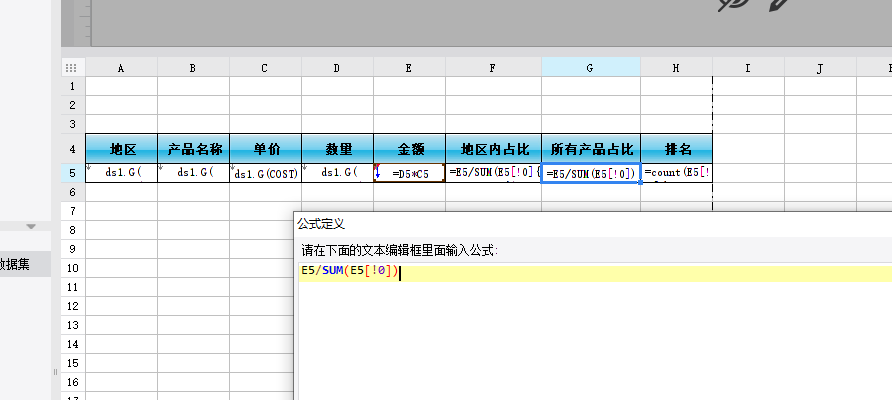 A B C D E F G H I J
1
2
3
4 地区 产品名称 单价 数量 金额 地区内占比 所有产品占比 排名
5 ds1.G( ds1.G( ds1.G(COST) ds1.G( =D5*C5 =E5/SUM(E5[!0]{ =E5/SUM(E5[!0]) =count(E5[!
6
7
公式定义
8
请在下面的文本编辑框里面输入公式:
9
数据集
10
E5/SUM(E5[!0])
11
12
13
14
15
16